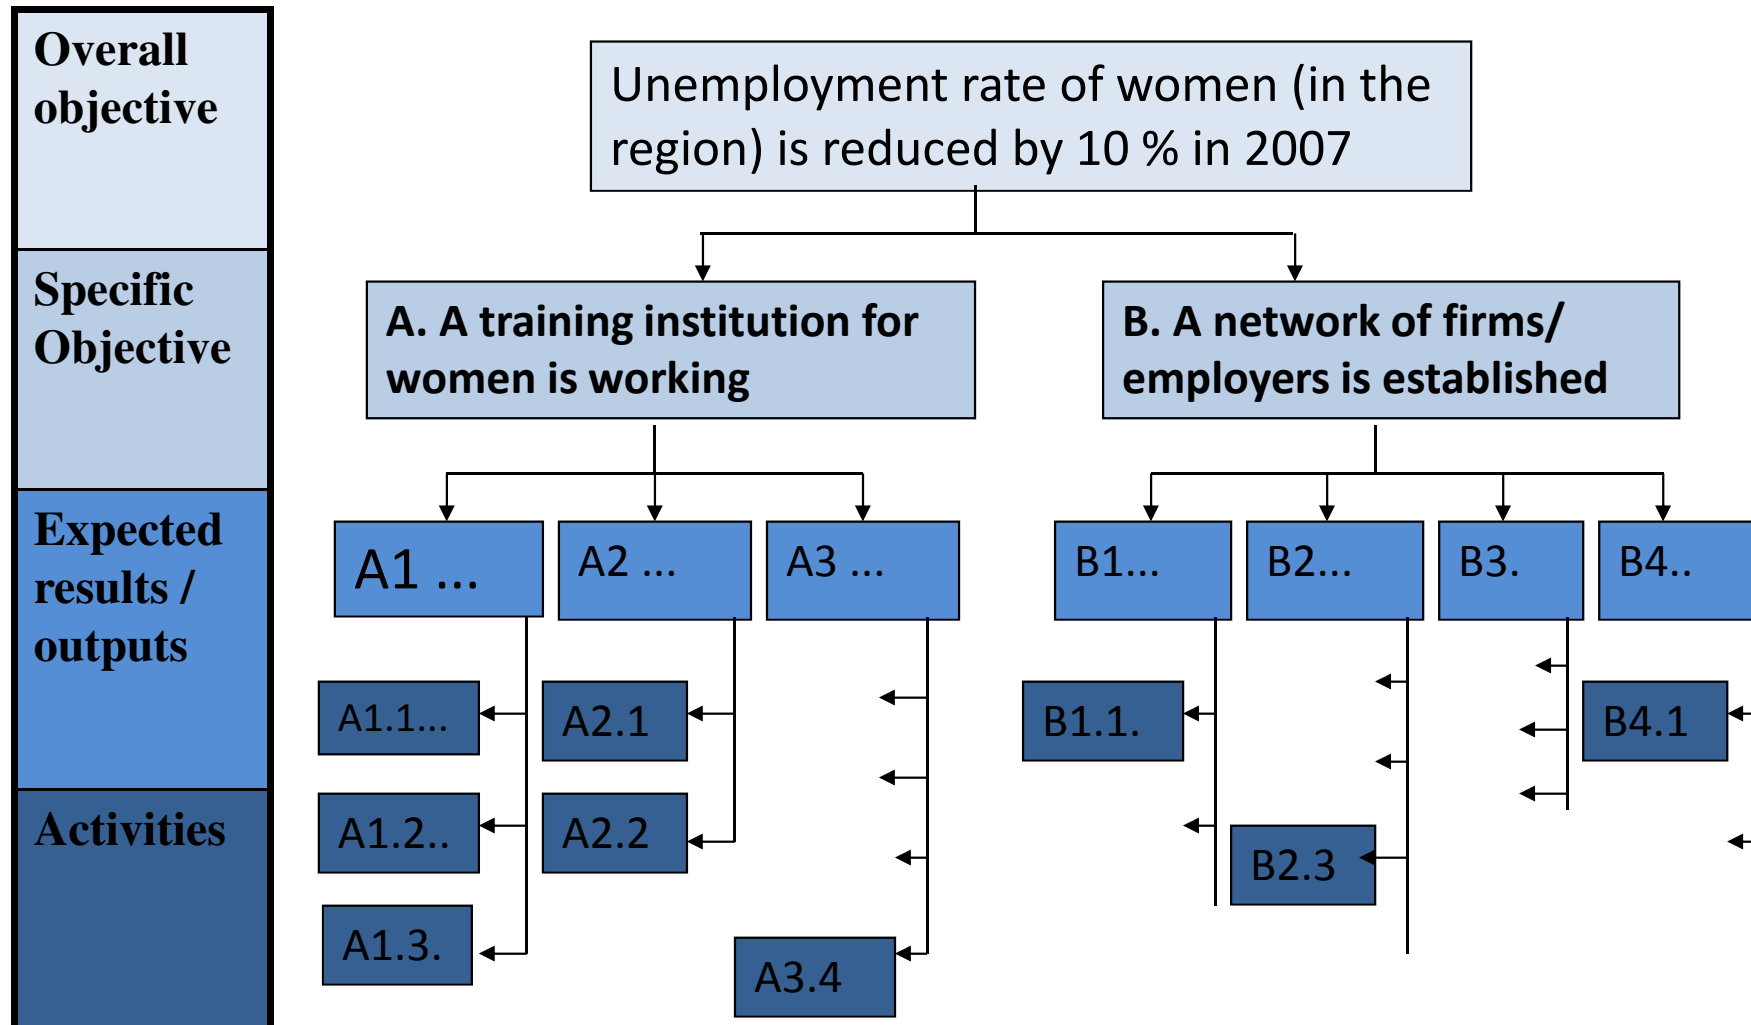 Overall
objective
Specific
Objective
Expected
results /
outputs
Activities
Unemployment rate of women (in the
region) is reduced by 10 % in 2007
A. A training institution for
women is working
B. A network of firms/
employers is established
A1 ...
A2 ...
A3 ...
B1...
B2...
B3.
B4..
A1.1...
A2.1
B1.1.
B4.1
A1.2..
A2.2
B2.3
A1.3.
A3.4